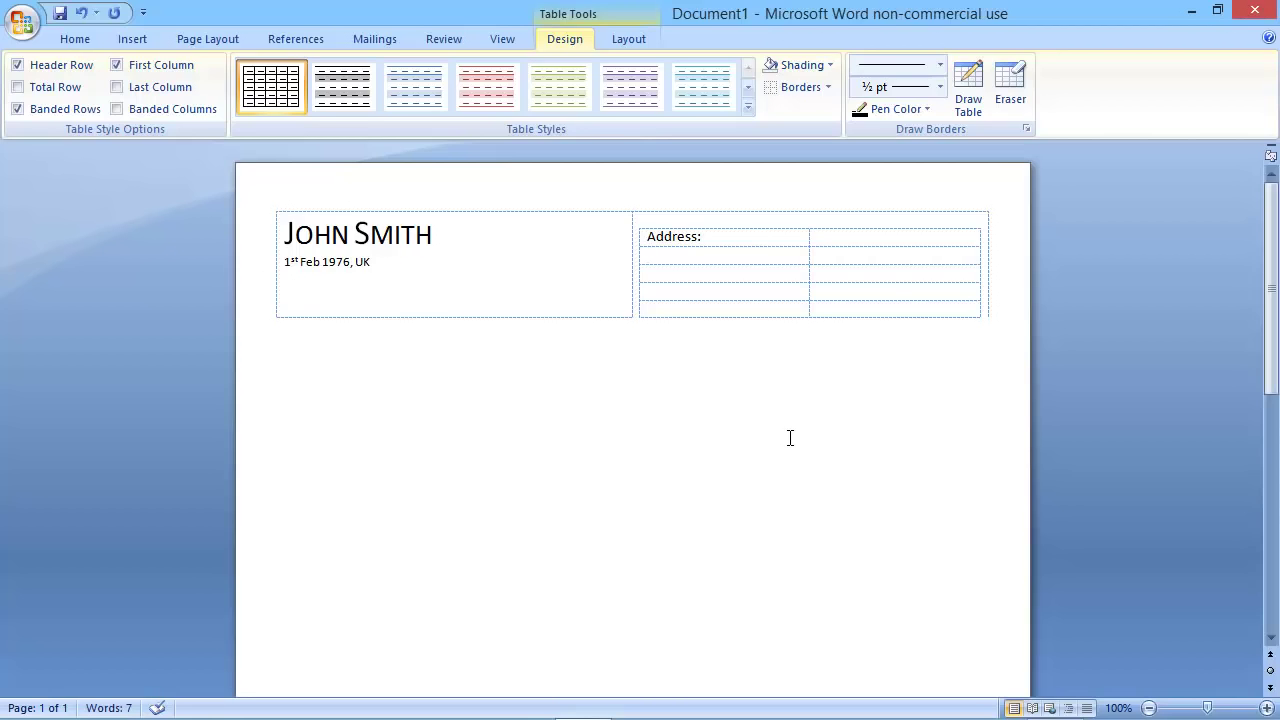 Table Tools
Document1 - Microsoft Word non-commercial use
Home Insert Page Layout References Mailings Review View Design Layout
Header Row First Column
Total Row Last Column
Banded Rows Banded Columns
Table Style Options
Table Styles
Shading
Borders
½ pt
Pen Color
Draw Table
Eraser
Draw Borders
JOHN SMITH
1st Feb 1976, UK
Address:
Page: 1 of 1 Words: 7 100%